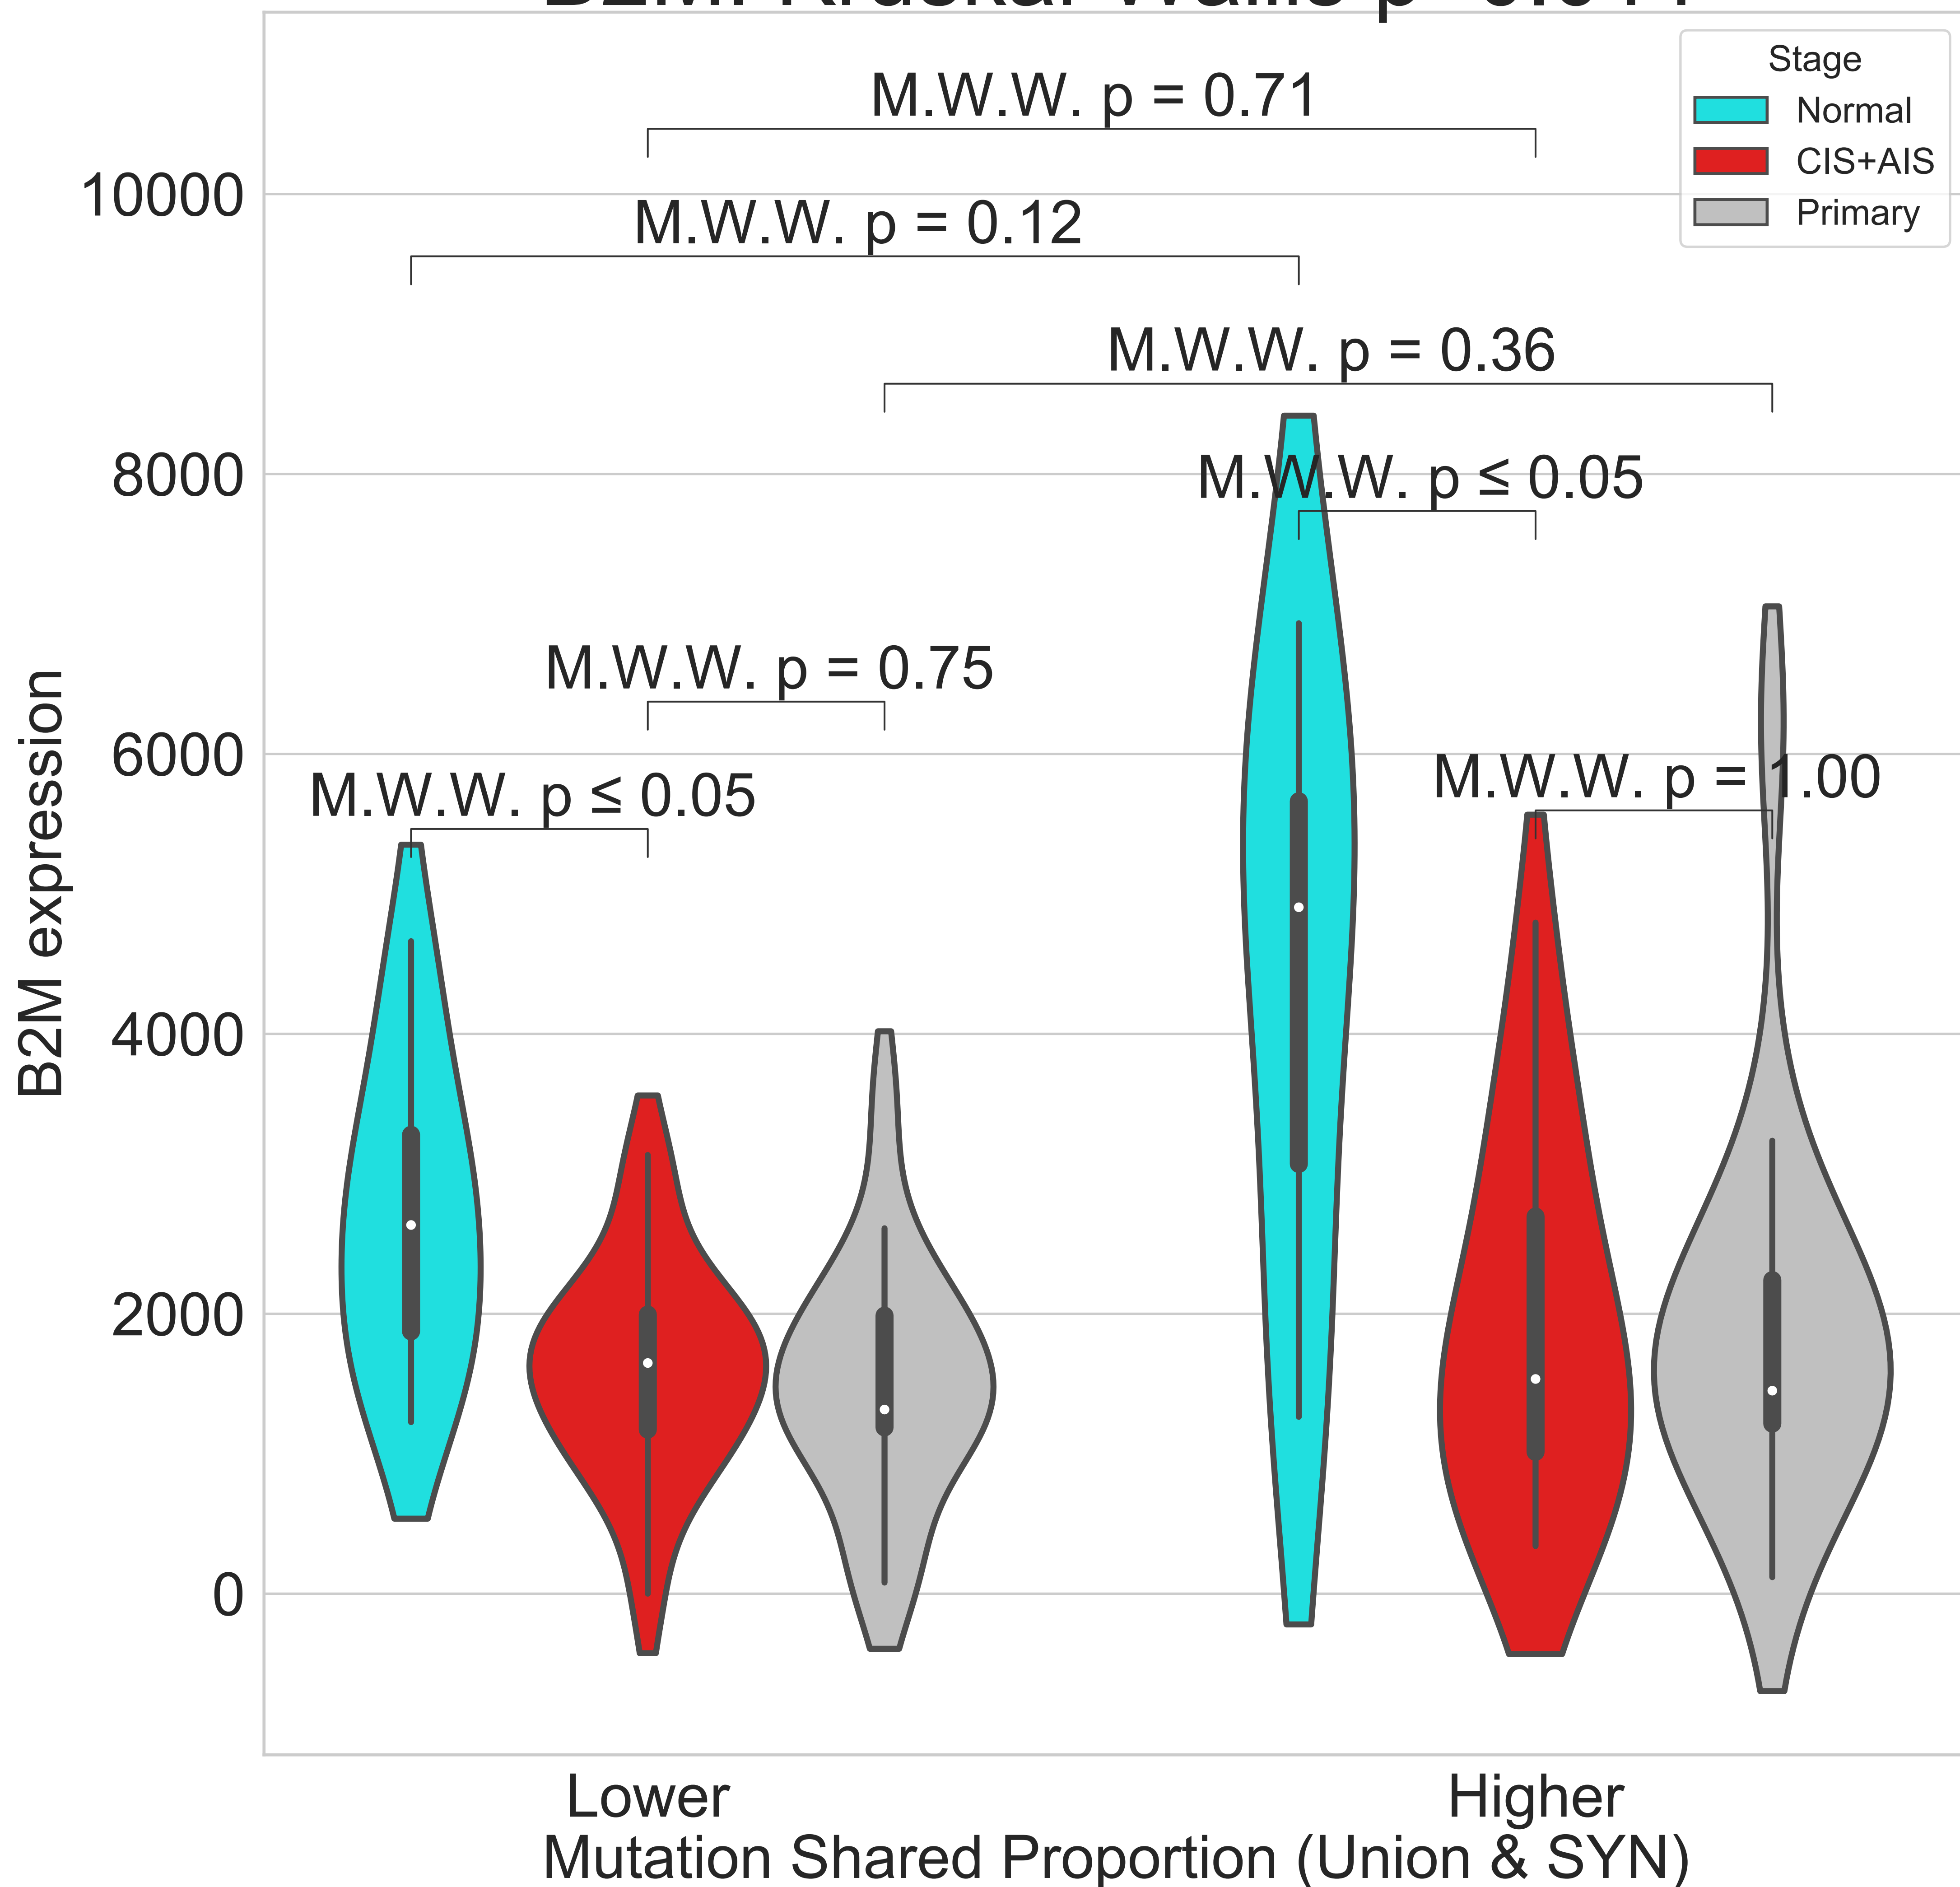 Stage
Normal
CIS+AIS
Primary
M.W.W. p = 0.71
10000
M.W.W. p = 0.12
M.W.W. p = 0.36
8000
M.W.W. p ≤ 0.05
M.W.W. p = 0.75
6000
M.W.W. p = 1.00
M.W.W. p ≤ 0.05
B2M expression
4000
2000
0
Lower
Higher
Mutation Shared Proportion (Union & SYN)